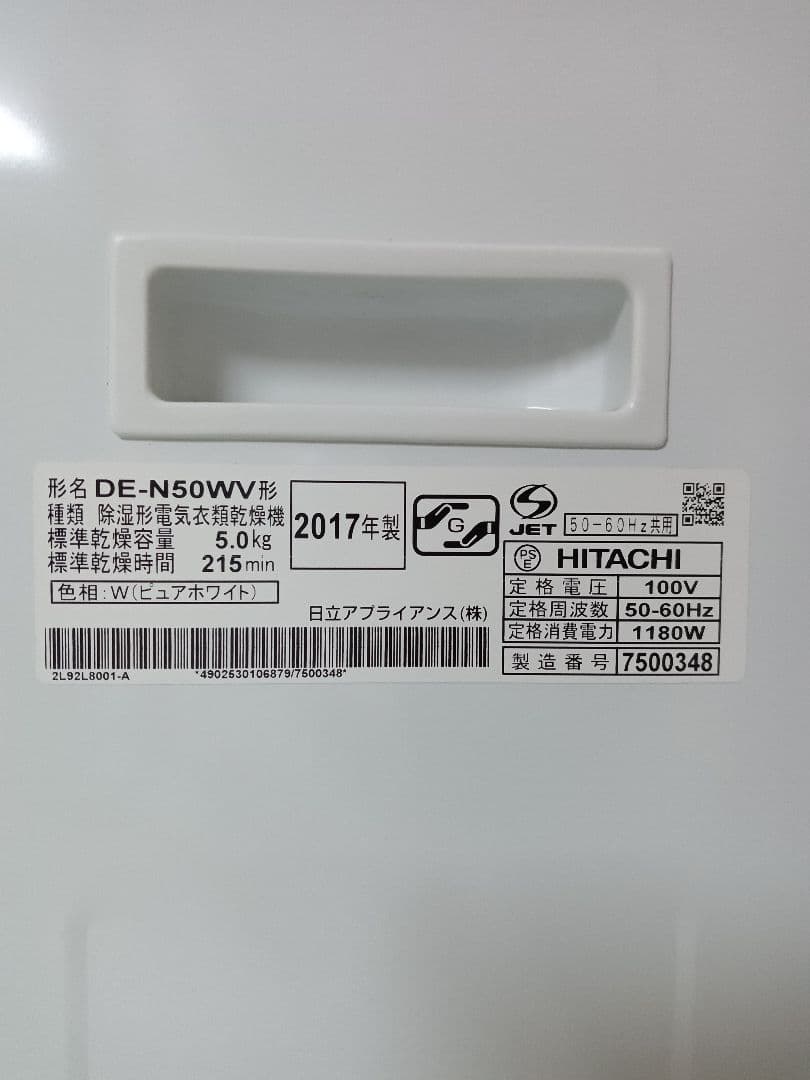 形名 DE-N50WV形
種類 除湿形電気衣類乾燥機
標準乾燥容量 5.0kg
標準乾燥時間 215min
色相:W(ピュアホワイト)
2017年製
G
JET
50-60Hz共用
PSE HITACHI
定格電圧 100V
定格周波数 50-60Hz
定格消費電力 1180W
製造番号 7500348
日立アプライアンス(株)
2L92L8001-A
*4902530106879/7500348*